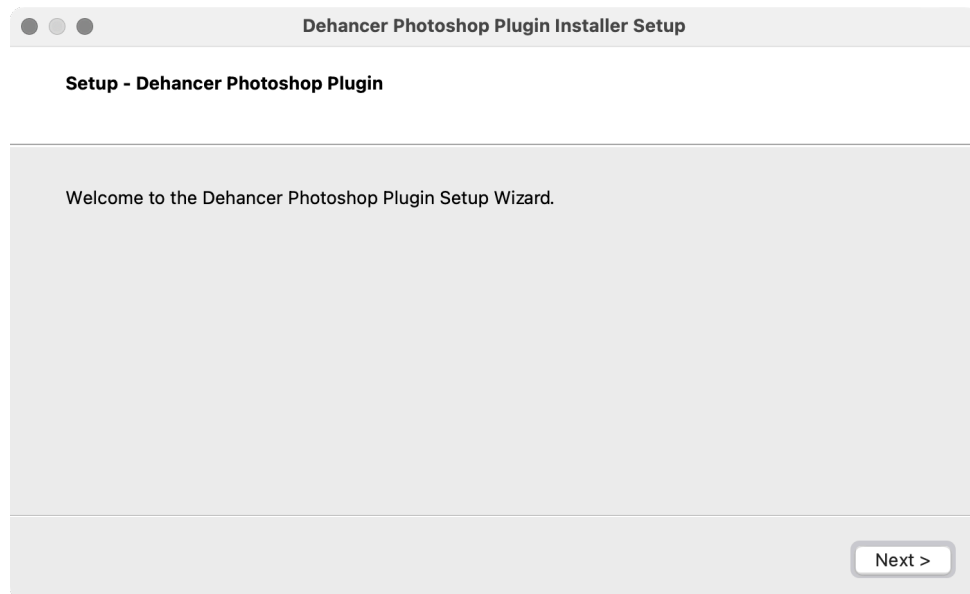 Dehancer Photoshop Plugin Installer Setup
Setup - Dehancer Photoshop Plugin
Welcome to the Dehancer Photoshop Plugin Setup Wizard.
Next >